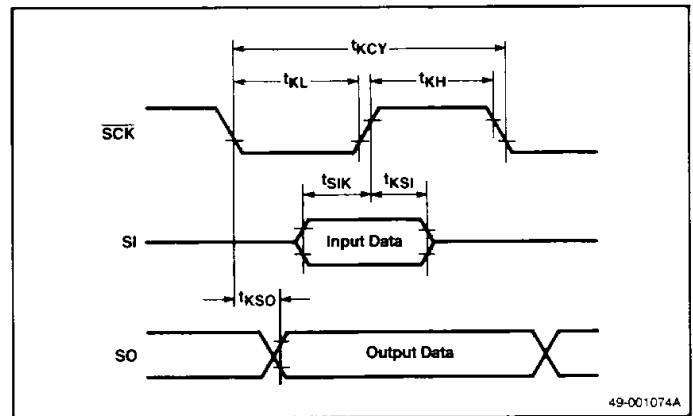 tKCY
tKL
tKH
SCK
tSIK
tKSI
SI
Input Data
tKSO
SO
Output Data
49-001074A